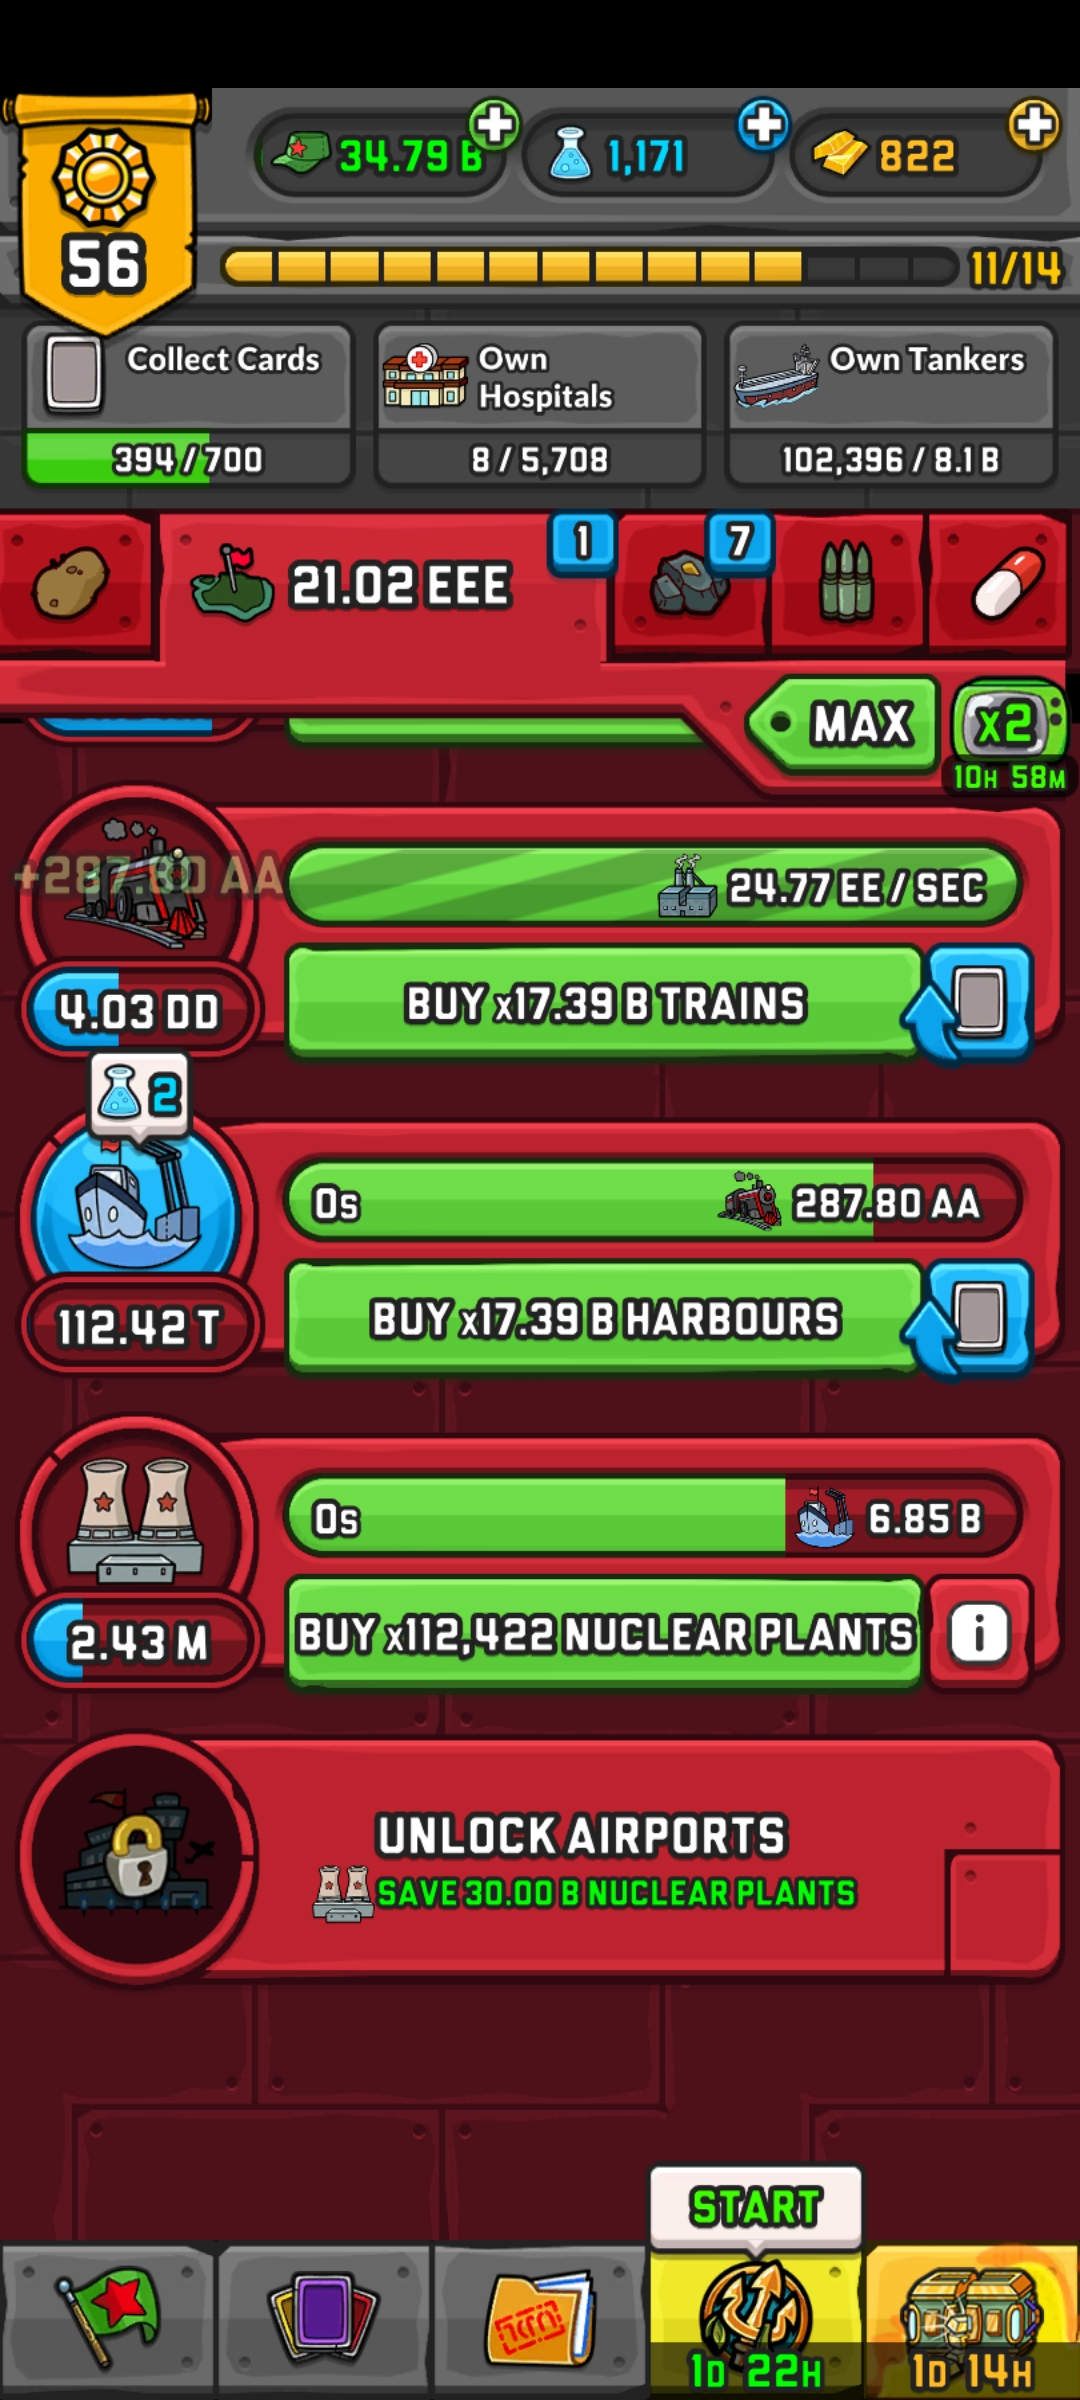 34.79 B
1,171
822
56
11/14
Collect Cards
394/700
Own
Hospitals
8/5,708
Own Tankers
102,396/8.1B
21.02 EEE
1
7
MAX
x2
10H 58M
+287.80 AA
24.77 EE/SEC
4.03 DD
BUY x17.39 B TRAINS
2
0s
287.80 AA
112.42 T
BUY x17.39 B HARBOURS
0s
6.85 B
2.43 M
BUY x112,422 NUCLEAR PLANTS
i
UNLOCK AIRPORTS
SAVE 30.00 B NUCLEAR PLANTS
START
1D 22H
1D 14H